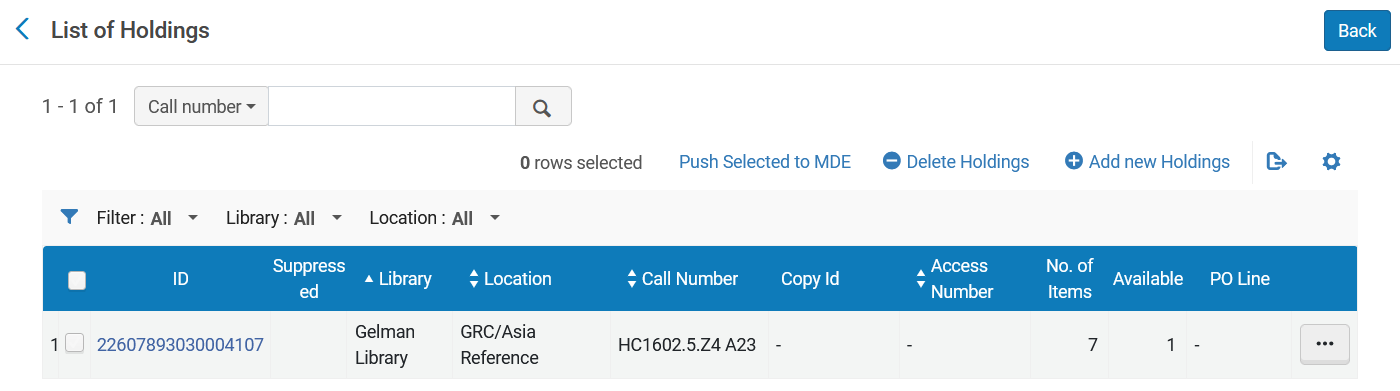 List of Holdings
Back
1 - 1 of 1 Call number
0 rows selected Push Selected to MDE Delete Holdings Add new Holdings
Filter : All Library : All Location : All
ID Suppress
ed Library Location Call Number Copy Id Access
Number No. of
Items Available PO Line
1 22607893030004107 Gelman
Library GRC/Asia
Reference HC1602.5.Z4 A23 - - 7 1 -